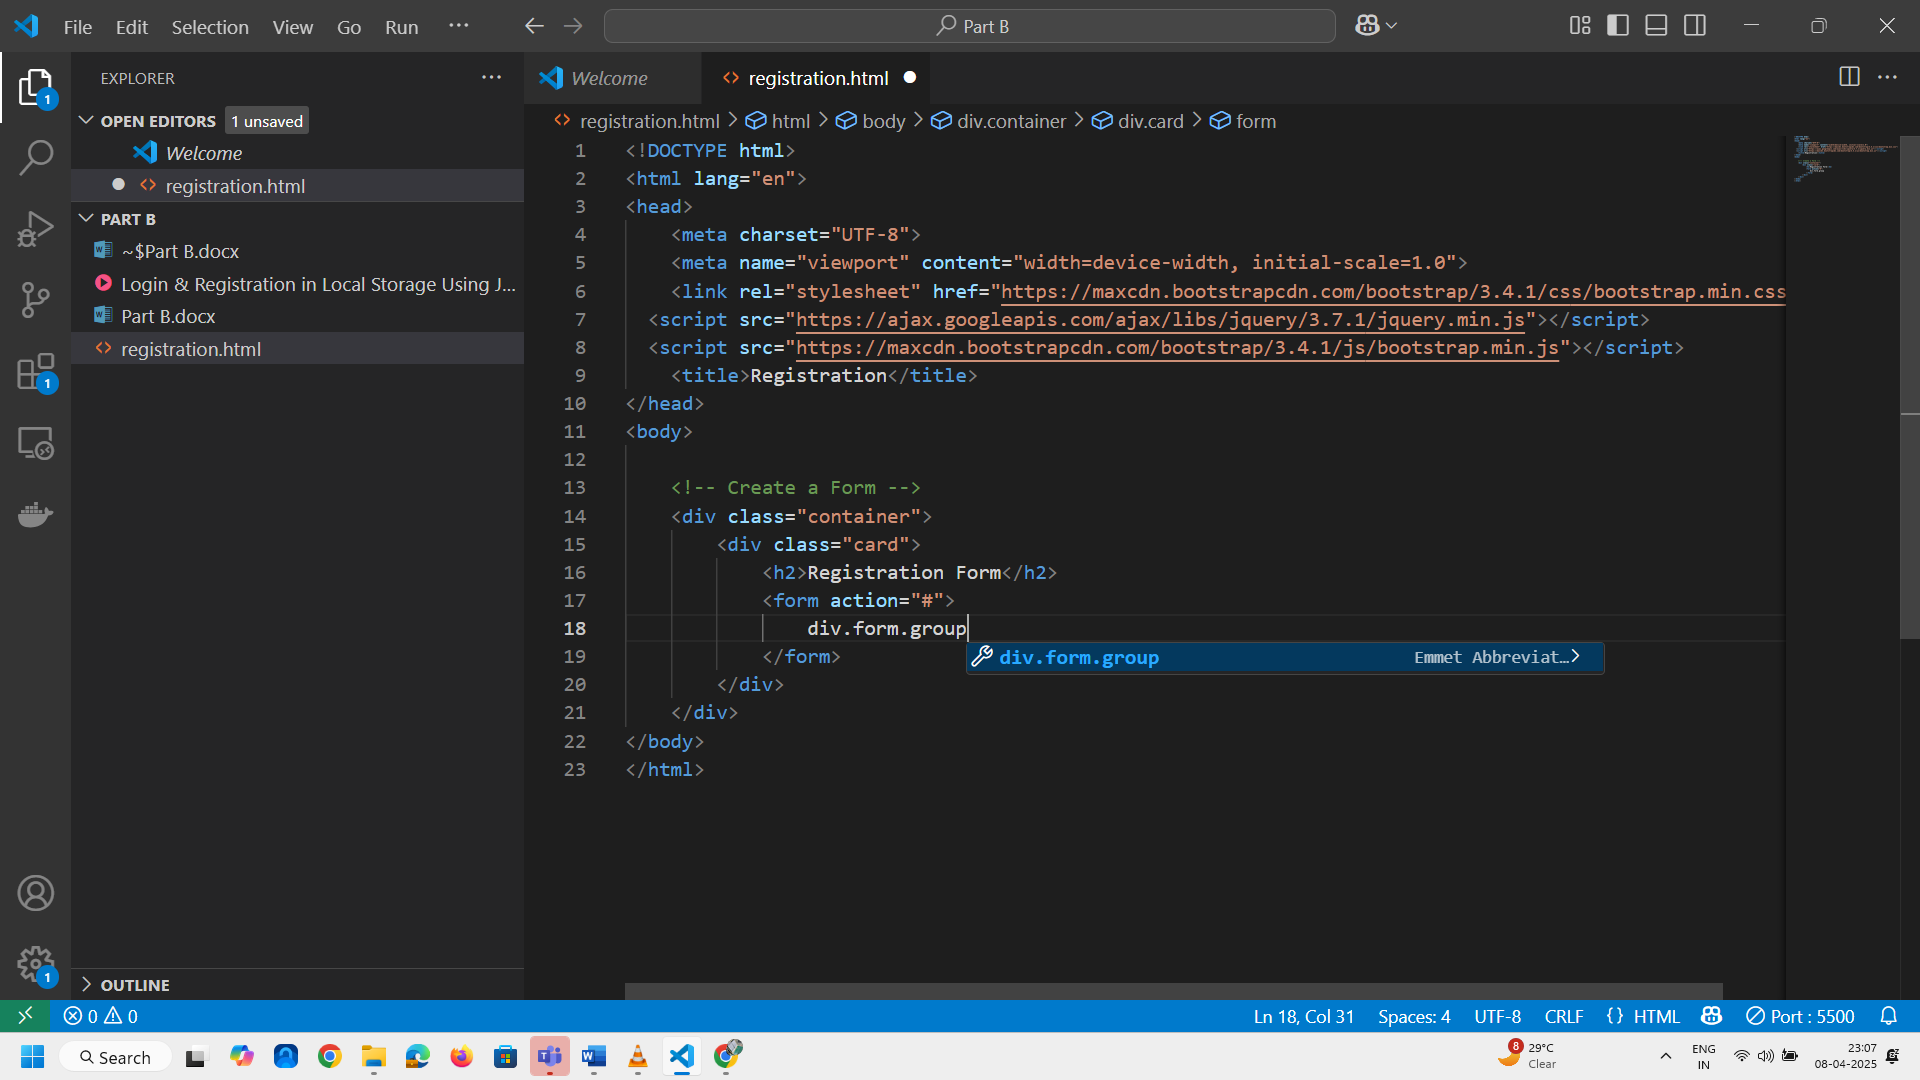 File Edit Selection View Go Run ··· Part B
EXPLORER ···
OPEN EDITORS 1 unsaved
Welcome
registration.html
PART B
~$Part B.docx
Login & Registration in Local Storage Using J...
Part B.docx
registration.html
OUTLINE
1
1
1
Welcome registration.html
registration.html > html > body > div.container > div.card > form
1 <!DOCTYPE html>
2 <html lang="en">
3 <head>
4 <meta charset="UTF-8">
5 <meta name="viewport" content="width=device-width, initial-scale=1.0">
6 <link rel="stylesheet" href="https://maxcdn.bootstrapcdn.com/bootstrap/3.4.1/css/bootstrap.min.css
7 <script src="https://ajax.googleapis.com/ajax/libs/jquery/3.7.1/jquery.min.js"></script>
8 <script src="https://maxcdn.bootstrapcdn.com/bootstrap/3.4.1/js/bootstrap.min.js"></script>
9 <title>Registration</title>
10 </head>
11 <body>
12
13 <!-- Create a Form -->
14 <div class="container">
15 <div class="card">
16 <h2>Registration Form</h2>
17 <form action="#">
18 div.form.group
div.form.group Emmet Abbreviat...>
19 </form>
20 </div>
21 </div>
22 </body>
23 </html>
0 0 Ln 18, Col 31 Spaces: 4 UTF-8 CRLF {} HTML Port : 5500
Search 8 29°C
Clear
ENG
IN
23:07
08-04-2025